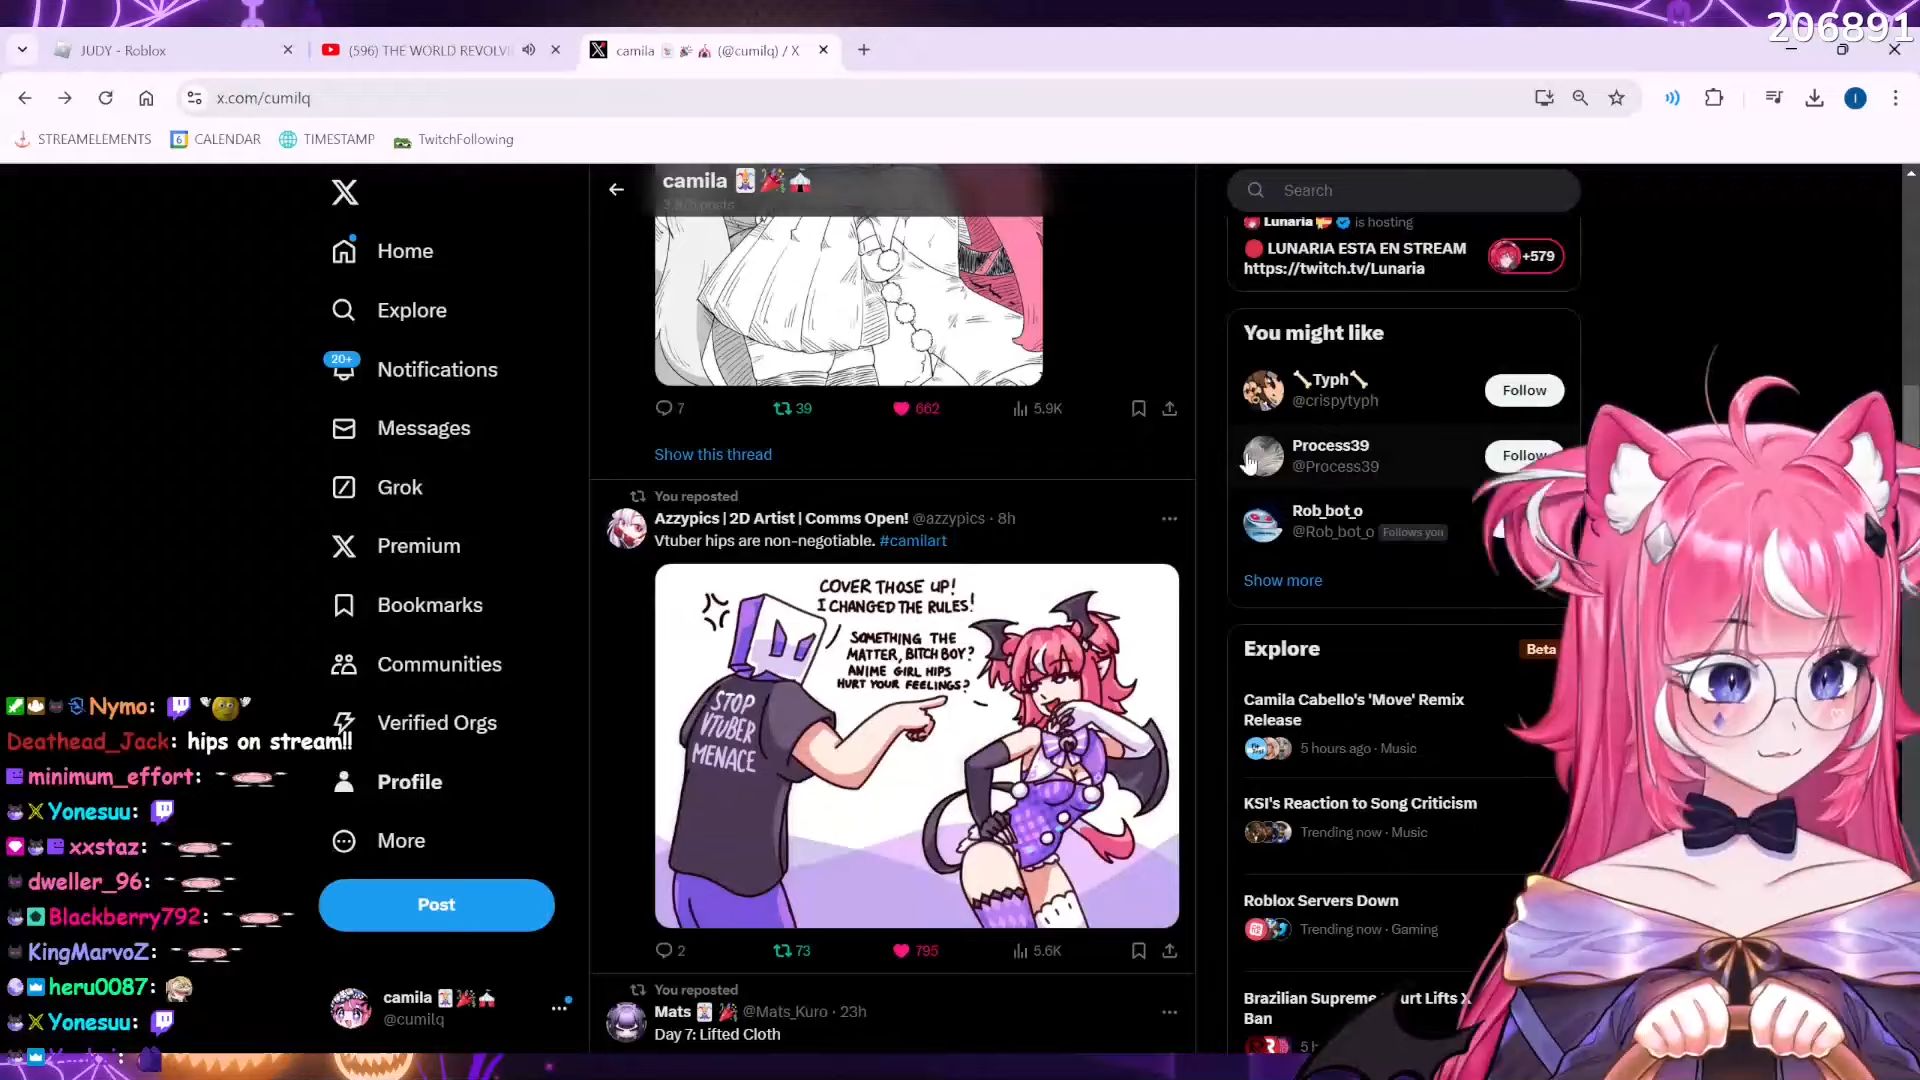 206891
JUDY - Roblox
(596) THE WORLD REVOLVI
camila (@cumilq) / X
x.com/cumilq
STREAMELEMENTS
6 CALENDAR
TIMESTAMP
TwitchFollowing
Home
Explore
20+
Notifications
Messages
Grok
Communities
Premium
Bookmarks
Verified Orgs
Profile
More
Post
camila
@cumilq
camila
posts
7
39
662
5.9K
Show this thread
You reposted
Azzypics | 2D Artist | Comms Open! @azzypics · 8h
Vtuber hips are non-negotiable. #camilart
COVER THOSE UP!
I CHANGED THE RULES!
SOMETHING THE
MATTER, BITCH BOY?
ANIME GIRL HIPS
HURT YOUR FEELINGS?
STOP
VTUBER
MENACE
2
73
795
5.6K
You reposted
Mats @Mats_Kuro · 23h
Day 7: Lifted Cloth
Search
Lunaria is hosting
LUNARIA ESTA EN STREAM
https://twitch.tv/Lunaria
+579
You might like
Typh
@crispytyph
Follow
Process39
@Process39
Follow
Rob_bot_o
@Rob_bot_o Follows you
Show more
Explore
Beta
Camila Cabello's 'Move' Remix
Release
5 hours ago · Music
KSI's Reaction to Song Criticism
Trending now · Music
Roblox Servers Down
Trending now · Gaming
Brazilian Supreme Lifts X
Ban
5 h
Nymo:
Deathead_Jack: hips on stream!!
minimum_effort:
Yonesuu:
xxstaz:
dweller_96:
Blackberry792:
KingMarvoZ:
heru0087:
Yonesuu: